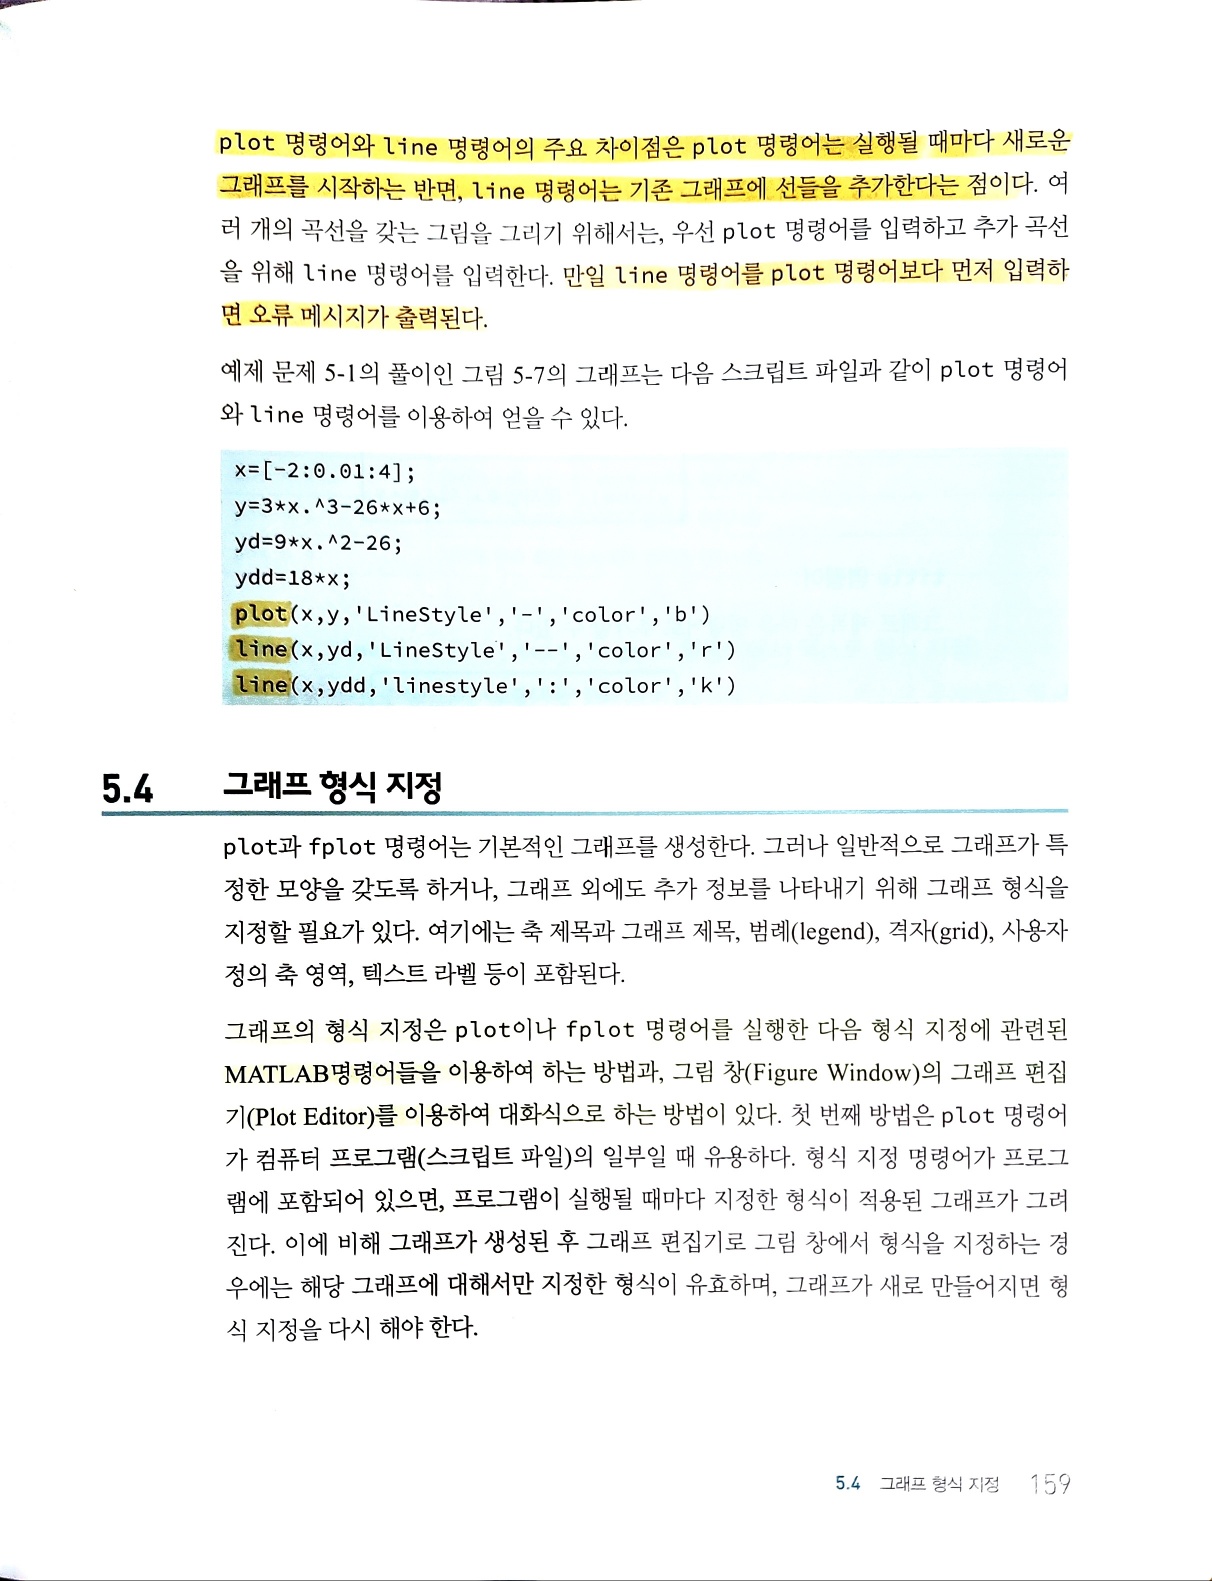 plot 명령어와 line 명령어의 주요 차이점은 plot 명령어는 실행될 때마다 새로운
그래프를 시작하는 반면, line 명령어는 기존 그래프에 선들을 추가한다는 점이다. 여
러 개의 곡선을 갖는 그림을 그리기 위해서는, 우선 plot 명령어를 입력하고 추가 곡선
을 위해 line 명령어를 입력한다. 만일 line 명령어를 plot 명령어보다 먼저 입력하
면 오류 메시지가 출력된다.
예제 문제 5-1의 풀이인 그림 5-7의 그래프는 다음 스크립트 파일과 같이 plot 명령어
와 line 명령어를 이용하여 얻을 수 있다.
x=[-2:0.01:4];
y=3*x.^3-26*x+6;
yd=9*x.^2-26;
ydd=18*x;
plot(x,y,'LineStyle','-','color','b')
line(x,yd,'LineStyle','--','color','r')
line(x,ydd,'linestyle',':','color','k')
5.4 그래프 형식 지정
plot과 fplot 명령어는 기본적인 그래프를 생성한다. 그러나 일반적으로 그래프가 특
정한 모양을 갖도록 하거나, 그래프 외에도 추가 정보를 나타내기 위해 그래프 형식을
지정할 필요가 있다. 여기에는 축 제목과 그래프 제목, 범례(legend), 격자(grid), 사용자
정의 축 영역, 텍스트 라벨 등이 포함된다.
그래프의 형식 지정은 plot이나 fplot 명령어를 실행한 다음 형식 지정에 관련된
MATLAB명령어들을 이용하여 하는 방법과, 그림 창(Figure Window)의 그래프 편집
기(Plot Editor)를 이용하여 대화식으로 하는 방법이 있다. 첫 번째 방법은 plot 명령어
가 컴퓨터 프로그램(스크립트 파일)의 일부일 때 유용하다. 형식 지정 명령어가 프로그
램에 포함되어 있으면, 프로그램이 실행될 때마다 지정한 형식이 적용된 그래프가 그려
진다. 이에 비해 그래프가 생성된 후 그래프 편집기로 그림 창에서 형식을 지정하는 경
우에는 해당 그래프에 대해서만 지정한 형식이 유효하며, 그래프가 새로 만들어지면 형
식 지정을 다시 해야 한다.
5.4 그래프 형식 지정 159